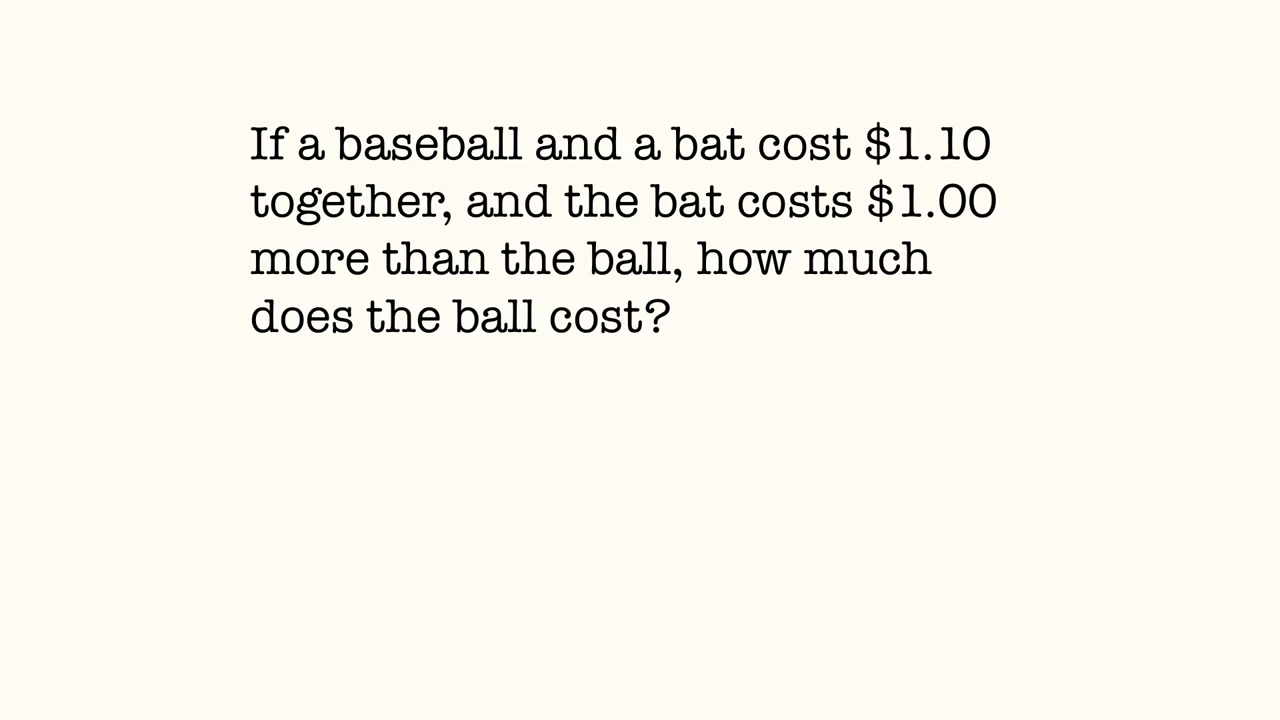 If a baseball and a bat cost $1.10
together, and the bat costs $1.00
more than the ball, how much
does the ball cost?